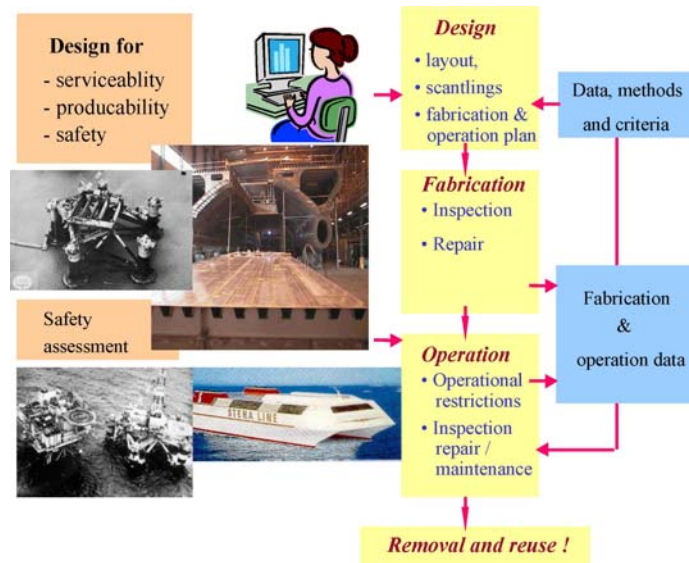 Design for
- serviceablity
- producability
- safety
Safety
assessment
STENA LINE
Design
• layout,
• scantlings
• fabrication &
operation plan
Fabrication
• Inspection
• Repair
Operation
• Operational
restrictions
• Inspection
repair /
maintenance
Removal and reuse !
Data, methods
and criteria
Fabrication
&
operation data